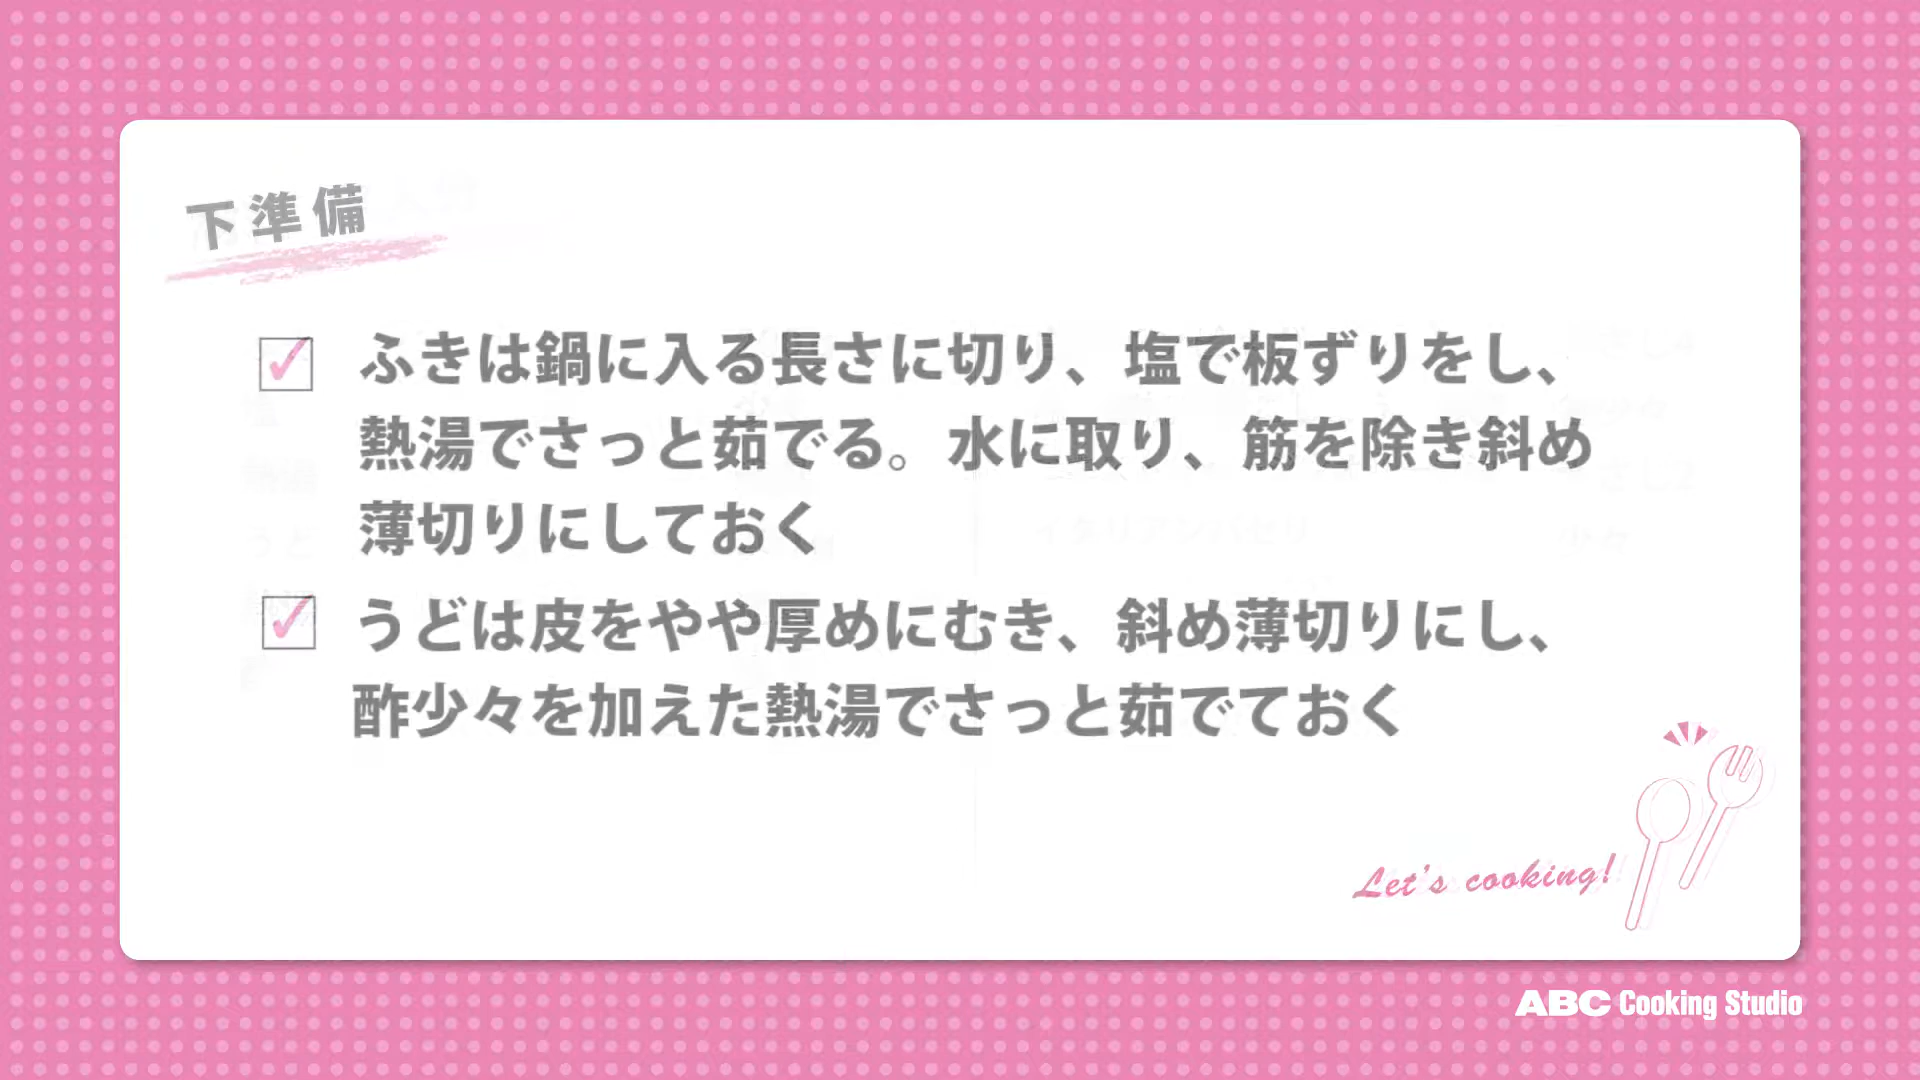 下準備
ふきは鍋に入る長さに切り、塩で板ずりをし、
熱湯でさっと茹でる。水に取り、筋を除き斜め
薄切りにしておく
うどは皮をやや厚めにむき、斜め薄切りにし、
酢少々を加えた熱湯でさっと茹でておく
Let's cooking!
ABC Cooking Studio